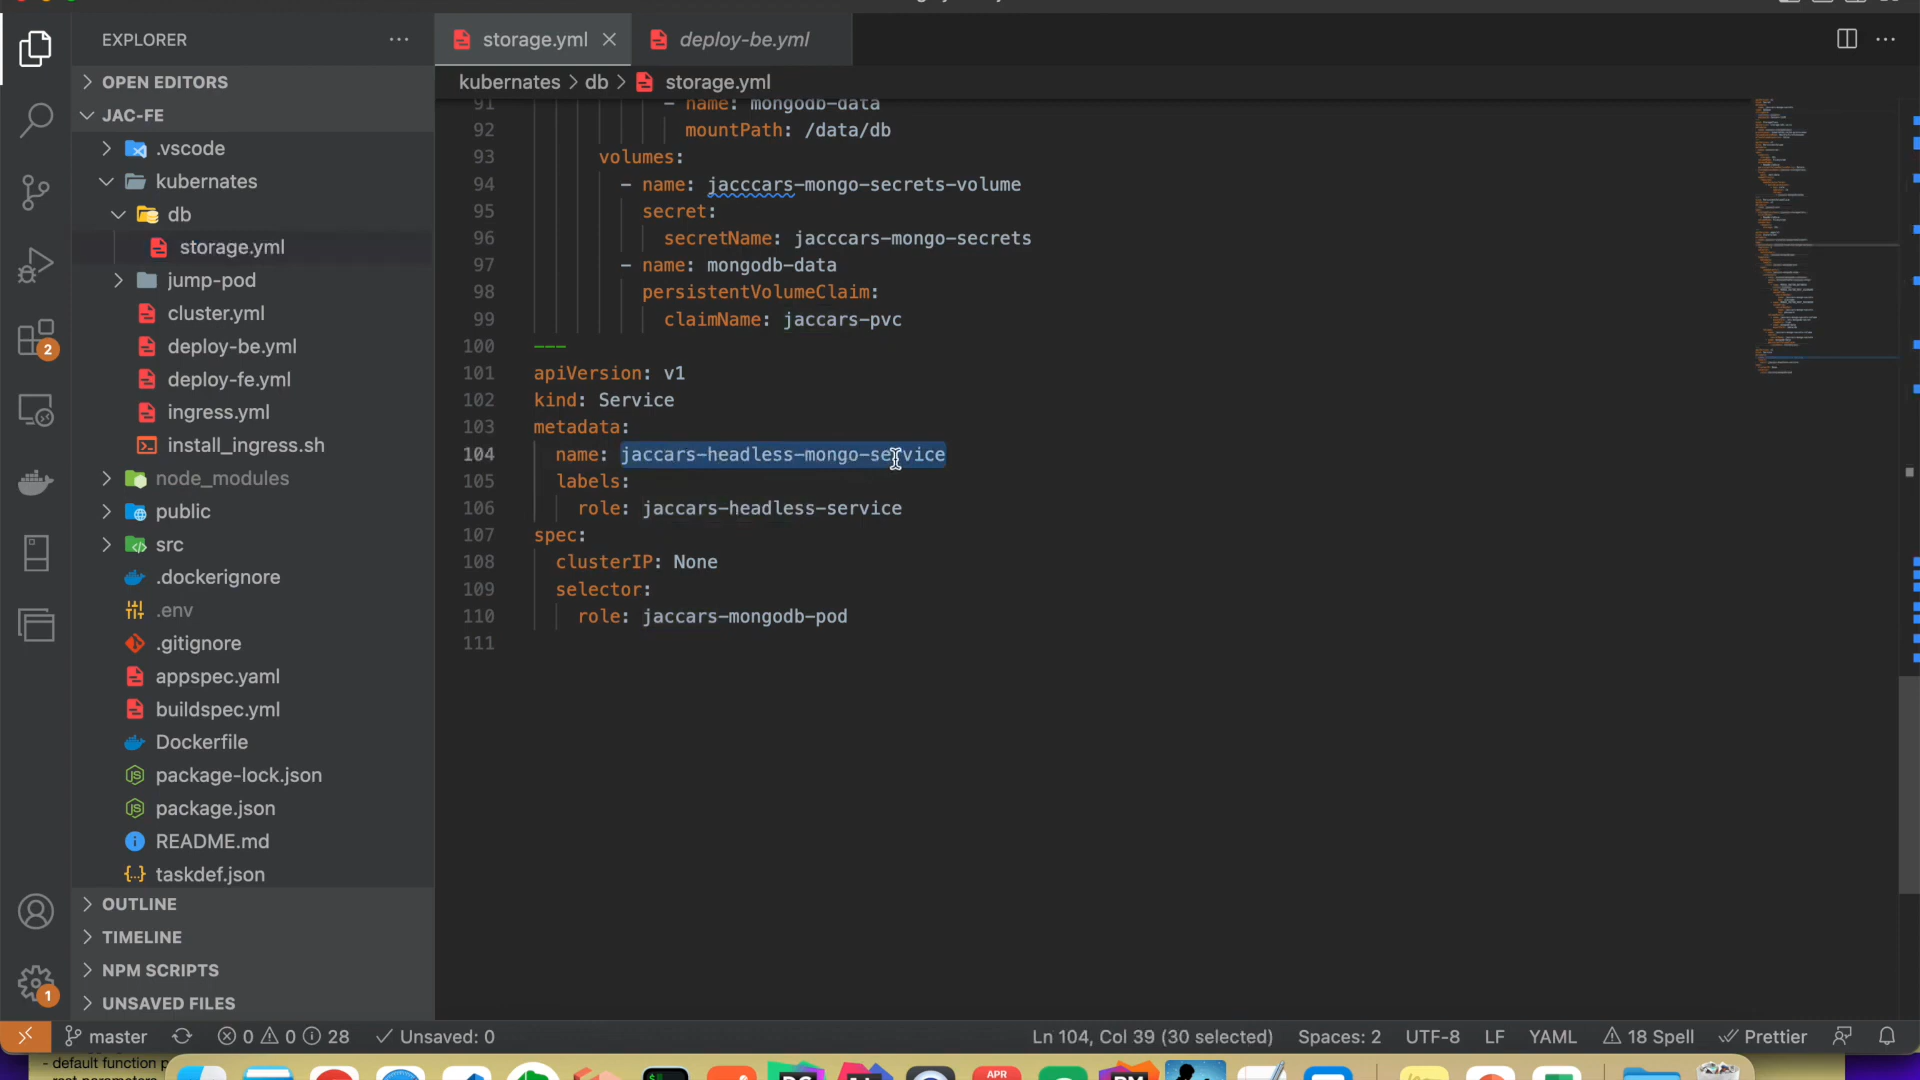 EXPLORER
storage.yml
deploy-be.yml
OPEN EDITORS
kubernates > db > storage.yml
JAC-FE
.vscode
kubernates
db
storage.yml
jump-pod
cluster.yml
deploy-be.yml
deploy-fe.yml
ingress.yml
install_ingress.sh
node_modules
public
src
.dockerignore
.env
.gitignore
appspec.yaml
buildspec.yml
Dockerfile
package-lock.json
package.json
README.md
taskdef.json
OUTLINE
TIMELINE
NPM SCRIPTS
UNSAVED FILES
2
1
91 - name: mongodb-data
92 mountPath: /data/db
93 volumes:
94 - name: jacccars-mongo-secrets-volume
95 secret:
96 secretName: jacccars-mongo-secrets
97 - name: mongodb-data
98 persistentVolumeClaim:
99 claimName: jaccars-pvc
100 ---
101 apiVersion: v1
102 kind: Service
103 metadata:
104 name: jaccars-headless-mongo-service
105 labels:
106 role: jaccars-headless-service
107 spec:
108 clusterIP: None
109 selector:
110 role: jaccars-mongodb-pod
111
master 0 0 28 Unsaved: 0 Ln 104, Col 39 (30 selected) Spaces: 2 UTF-8 LF YAML 18 Spell Prettier
- default function p
APR